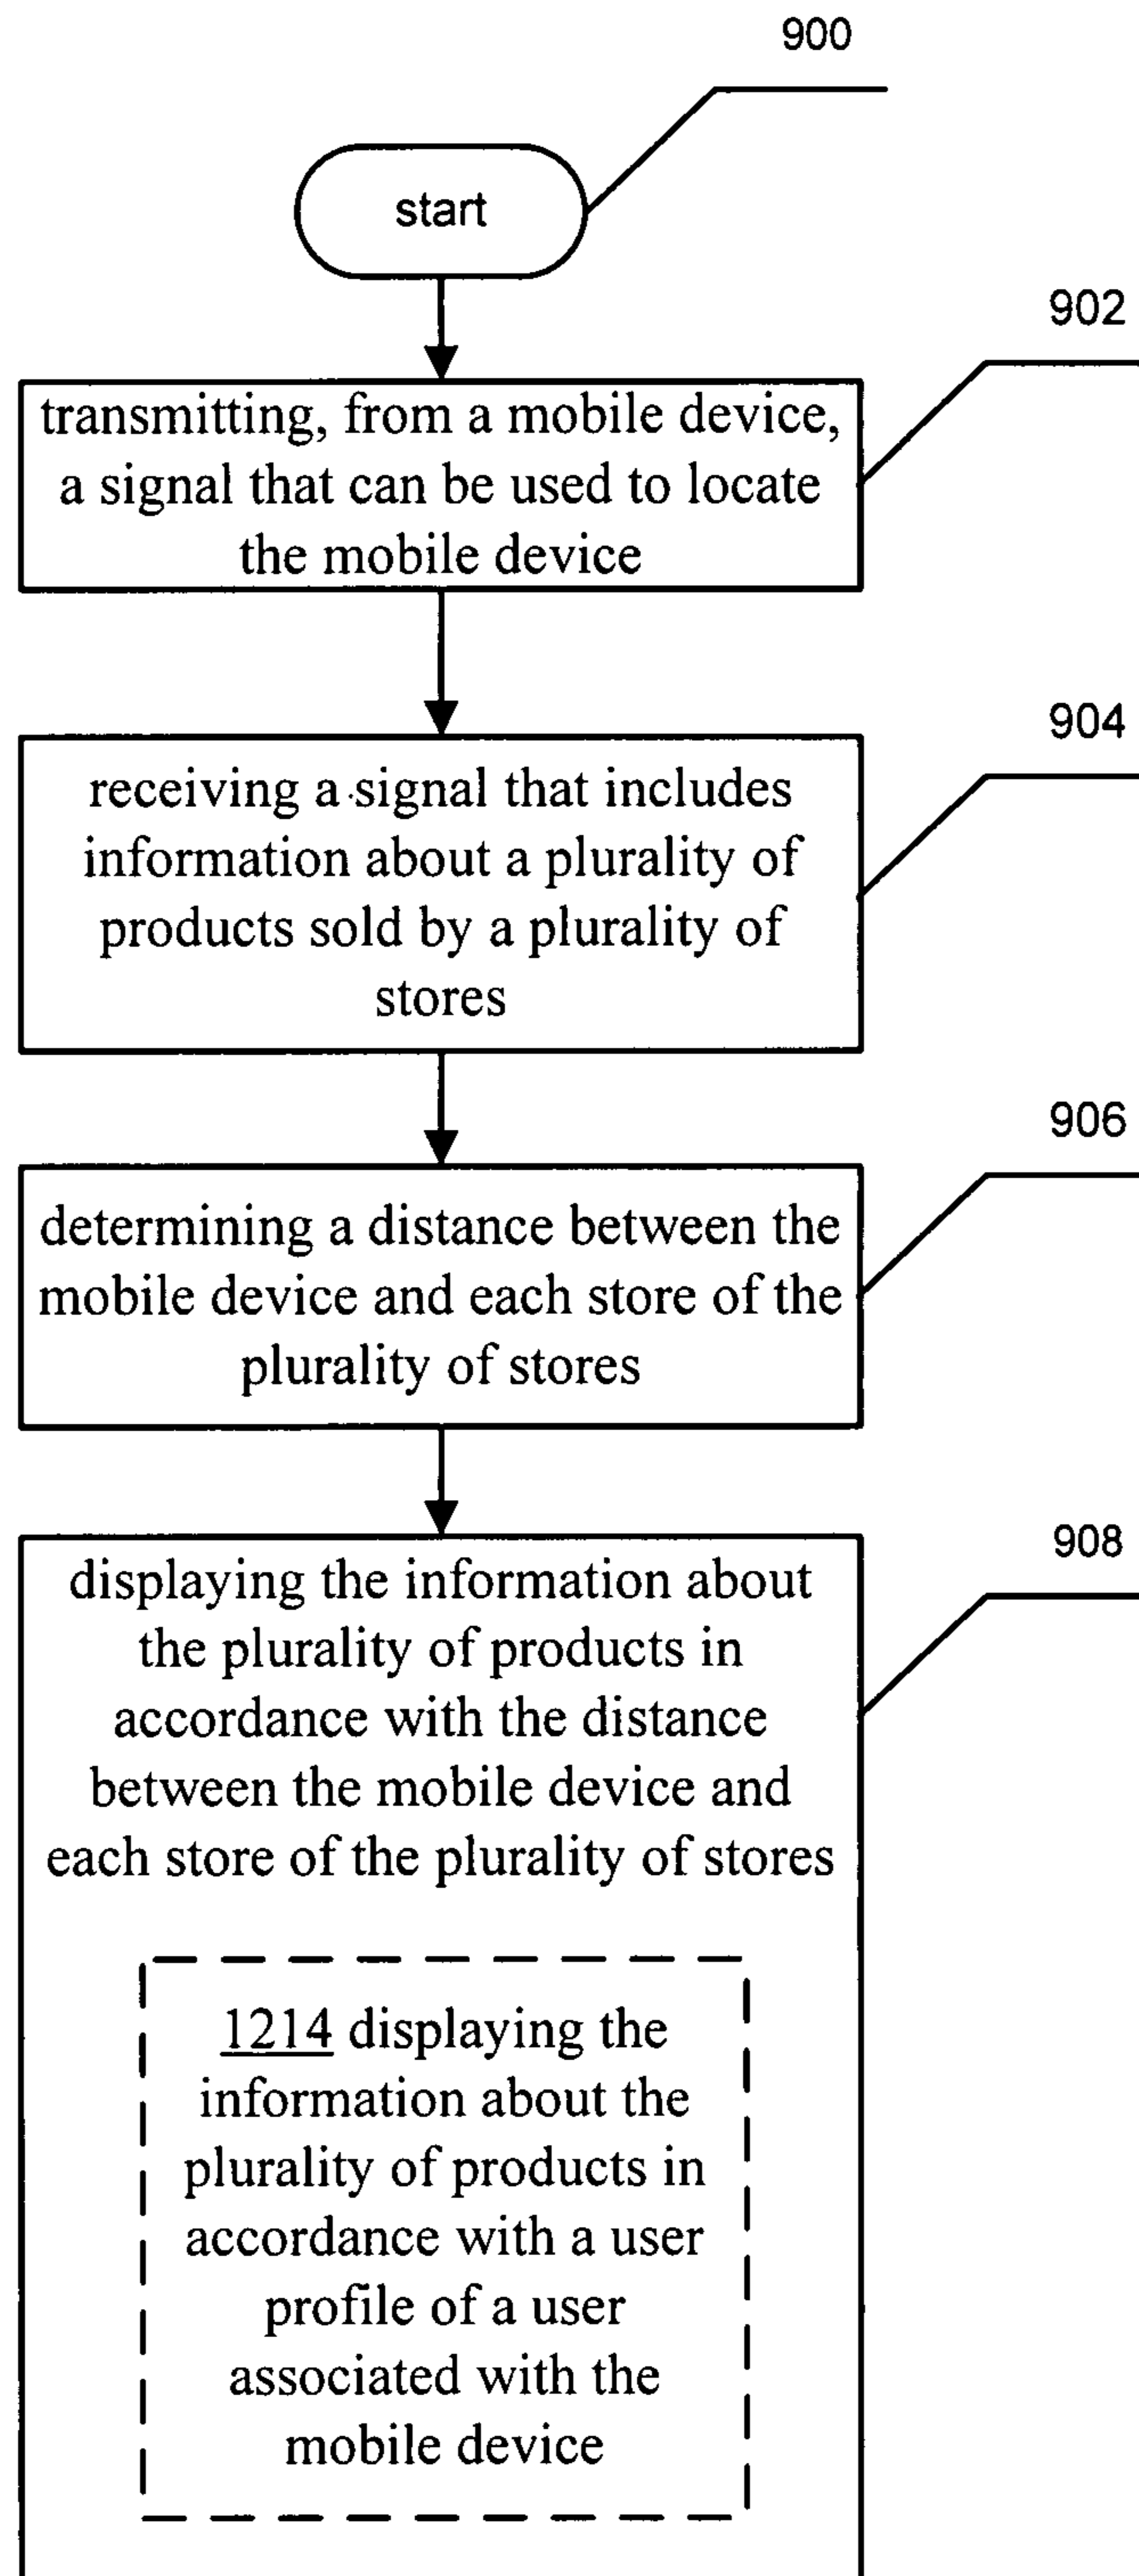 900
start
902
transmitting, from a mobile device,
a signal that can be used to locate
the mobile device
904
receiving a signal that includes
information about a plurality of
products sold by a plurality of
stores
906
determining a distance between the
mobile device and each store of the
plurality of stores
908
displaying the information about
the plurality of products in
accordance with the distance
between the mobile device and
each store of the plurality of stores
1214 displaying the
information about the
plurality of products in
accordance with a user
profile of a user
associated with the
mobile device